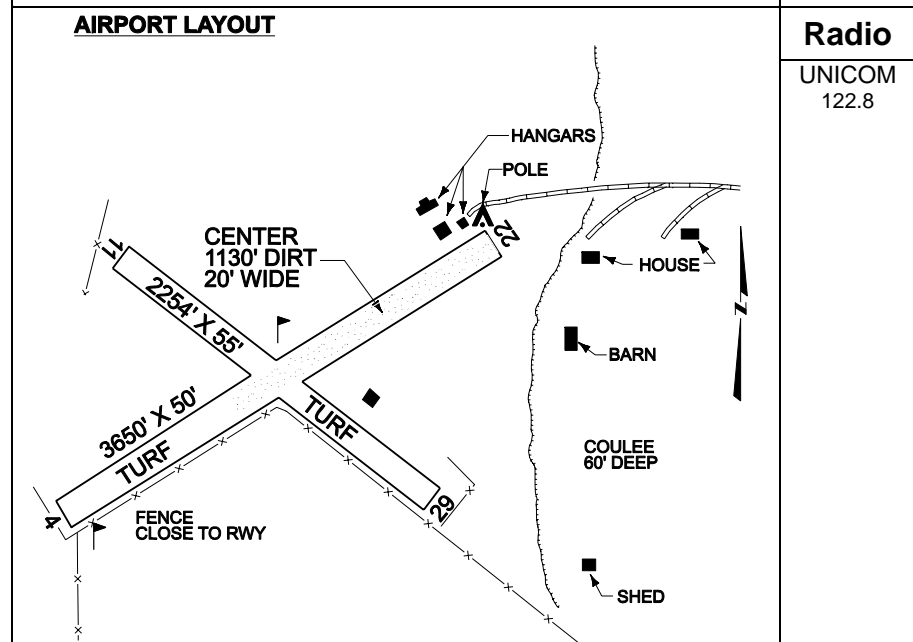 AIRPORT LAYOUT
Radio
UNICOM
122.8
HANGARS
POLE
22
11
CENTER
1130' DIRT
20' WIDE
HOUSE
N
2254' X 55'
BARN
3650' X 50'
TURF
TURF
COULEE
60' DEEP
29
4
FENCE
CLOSE TO RWY
SHED